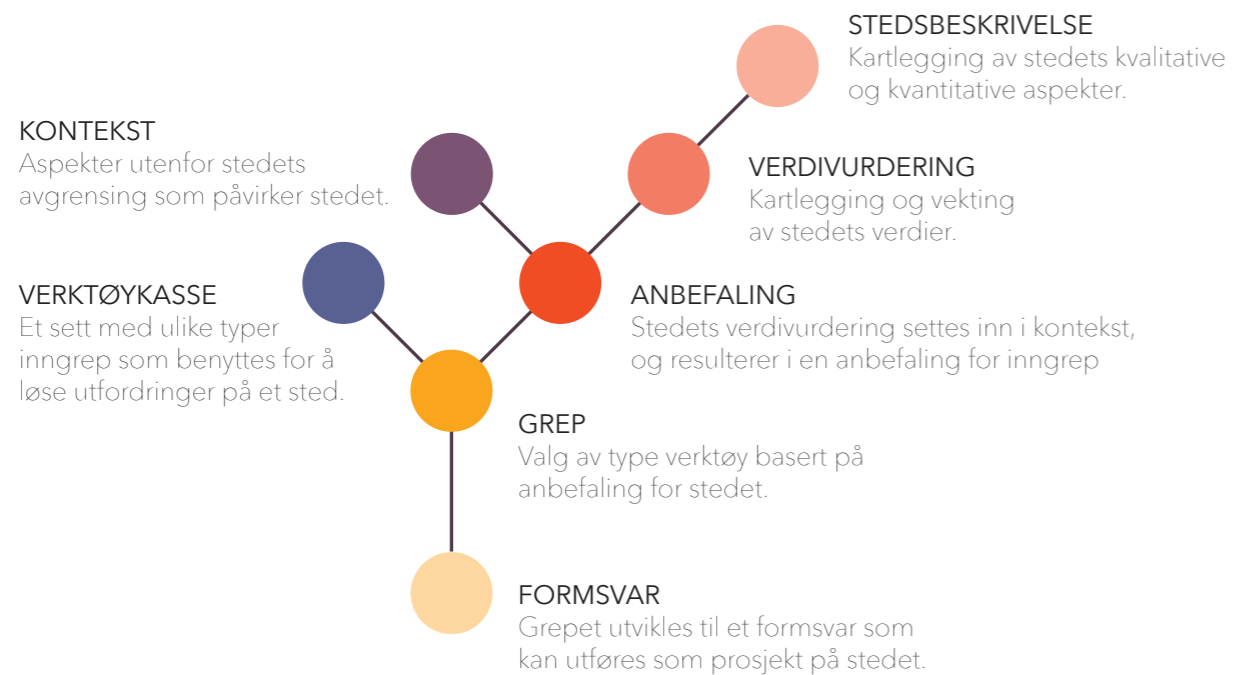 STEDSBESKRIVELSE
Kartlegging av stedets kvalitative
og kvantitative aspekter.
KONTEKST
Aspekter utenfor stedets
avgrensing som påvirker stedet.
VERDIVURDERING
Kartlegging og vekting
av stedets verdier.
VERKTØYKASSE
Et sett med ulike typer
inngrep som benyttes for å
løse utfordringer på et sted.
ANBEFALING
Stedets verdivurdering settes inn i kontekst,
og resulterer i en anbefaling for inngrep
GREP
Valg av type verktøy basert på
anbefaling for stedet.
FORMSVAR
Grepet utvikles til et formsvar som
kan utføres som prosjekt på stedet.